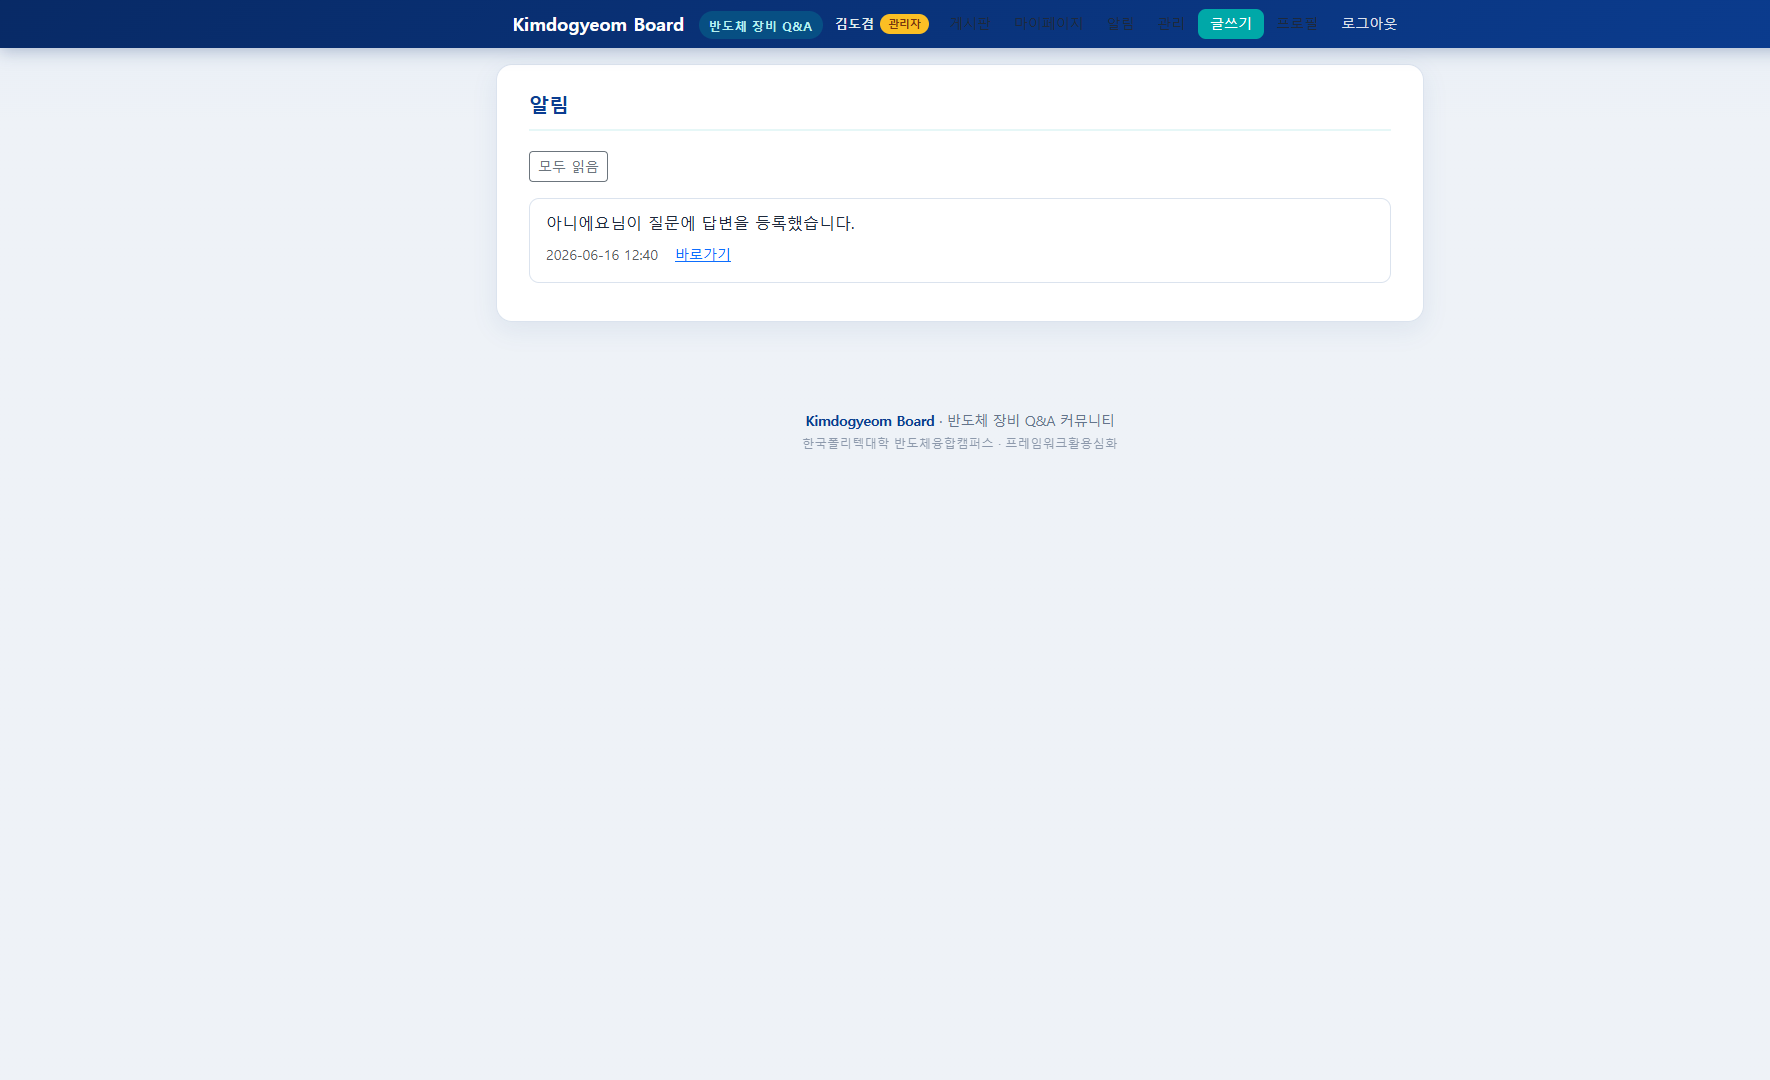 Kimdogyeom Board 반도체 장비 Q&A 김도겸 관리자 게시판 마이페이지 알림 관리 글쓰기 프로필 로그아웃
알림
모두 읽음
아니에요님이 질문에 답변을 등록했습니다.
2026-06-16 12:40 바로가기
Kimdogyeom Board · 반도체 장비 Q&A 커뮤니티
한국폴리텍대학 반도체융합캠퍼스 · 프레임워크활용심화